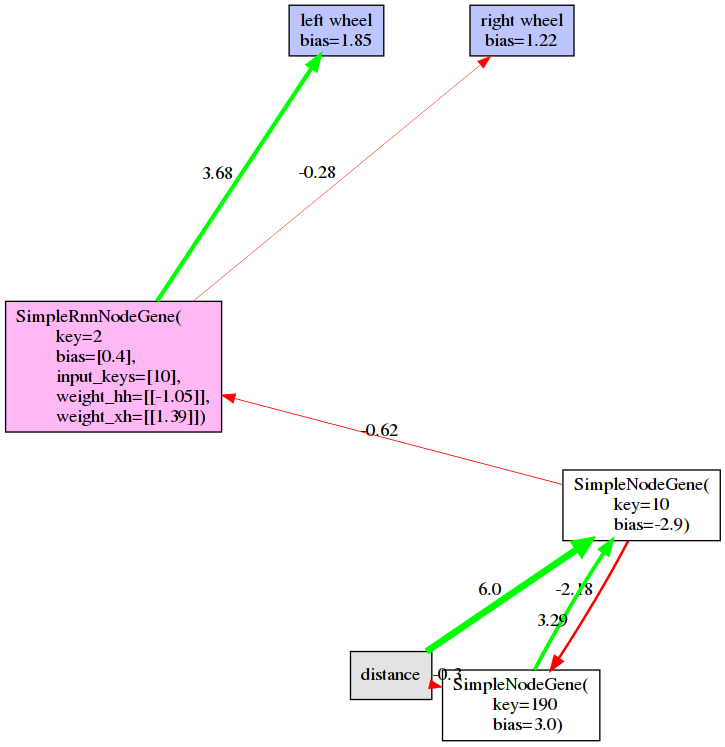 left wheel
bias=1.85
right wheel
bias=1.22
3.68
-0.28
SimpleRnnNodeGene(
key=2
bias=[0.4],
input_keys=[10],
weight_hh=[[-1.05]],
weight_xh=[[1.39]])
-0.62
SimpleNodeGene(
key=10
bias=-2.9)
6.0
-2.18
3.29
distance
-0.3
SimpleNodeGene(
key=190
bias=3.0)